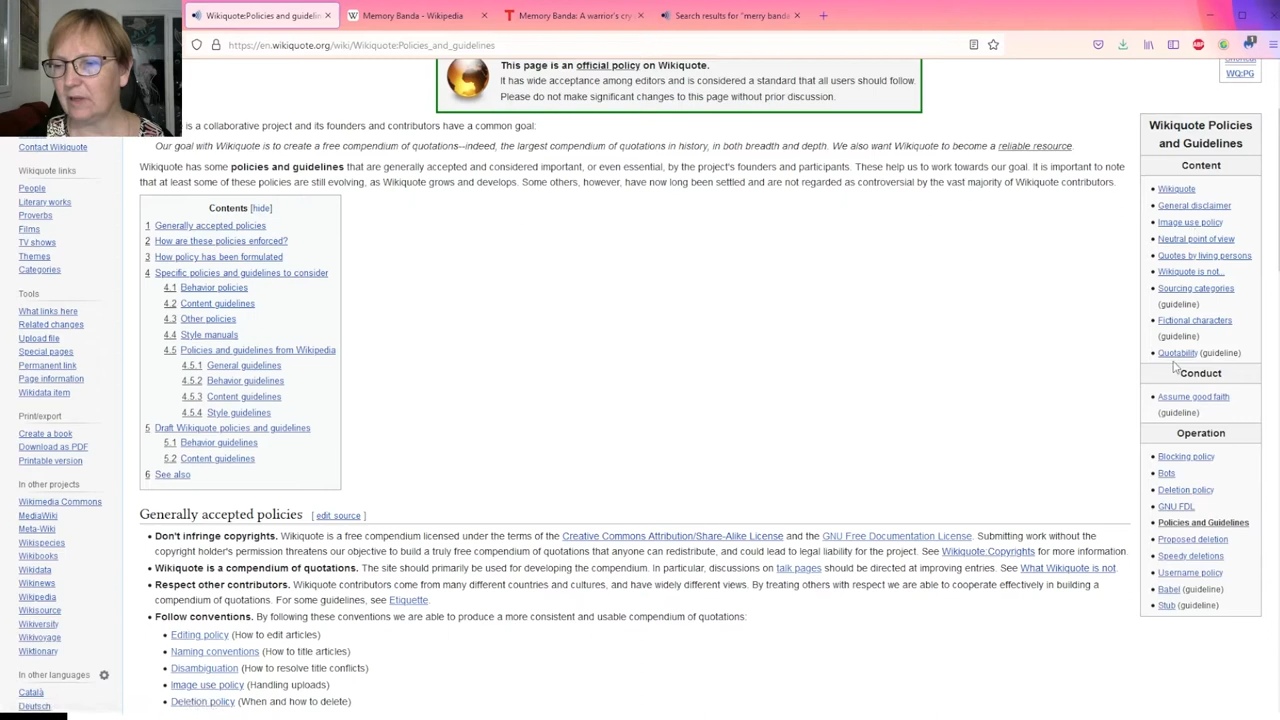 Wikiquote:Policies and guidelin
Memory Banda - Wikipedia
Memory Banda: A warrior's cry
Search results for "merry banda
https://en.wikiquote.org/wiki/Wikiquote:Policies_and_guidelines
This page is an official policy on Wikiquote.
It has wide acceptance among editors and is considered a standard that all users should follow.
Please do not make significant changes to this page without prior discussion.
WQ:PG
is a collaborative project and its founders and contributors have a common goal:
Our goal with Wikiquote is to create a free compendium of quotations--indeed, the largest compendium of quotations in history, in both breadth and depth. We also want Wikiquote to become a reliable resource.
Wikiquote has some policies and guidelines that are generally accepted and considered important, or even essential, by the project's founders and participants. These help us to work towards our goal. It is important to note
that at least some of these policies are still evolving, as Wikiquote grows and develops. Some others, however, have now long been settled and are not regarded as controversial by the vast majority of Wikiquote contributors.
Contents [hide]
1 Generally accepted policies
2 How are these policies enforced?
3 How policy has been formulated
4 Specific policies and guidelines to consider
4.1 Behavior policies
4.2 Content guidelines
4.3 Other policies
4.4 Style manuals
4.5 Policies and guidelines from Wikipedia
4.5.1 General guidelines
4.5.2 Behavior guidelines
4.5.3 Content guidelines
4.5.4 Style guidelines
5 Draft Wikiquote policies and guidelines
5.1 Behavior guidelines
5.2 Content guidelines
6 See also
Generally accepted policies [ edit source ]
• Don't infringe copyrights. Wikiquote is a free compendium licensed under the terms of the Creative Commons Attribution/Share-Alike License and the GNU Free Documentation License. Submitting work without the
copyright holder's permission threatens our objective to build a truly free compendium of quotations that anyone can redistribute, and could lead to legal liability for the project. See Wikiquote:Copyrights for more information.
• Wikiquote is a compendium of quotations. The site should primarily be used for developing the compendium. In particular, discussions on talk pages should be directed at improving entries. See What Wikiquote is not.
• Respect other contributors. Wikiquote contributors come from many different countries and cultures, and have widely different views. By treating others with respect we are able to cooperate effectively in building a
compendium of quotations. For some guidelines, see Etiquette.
• Follow conventions. By following these conventions we are able to produce a more consistent and usable compendium of quotations:
• Editing policy (How to edit articles)
• Naming conventions (How to title articles)
• Disambiguation (How to resolve title conflicts)
• Image use policy (Handling uploads)
• Deletion policy (When and how to delete)
Contact Wikiquote
Wikiquote links
People
Literary works
Proverbs
Films
TV shows
Themes
Categories
Tools
What links here
Related changes
Upload file
Special pages
Permanent link
Page information
Wikidata item
Print/export
Create a book
Download as PDF
Printable version
In other projects
Wikimedia Commons
MediaWiki
Meta-Wiki
Wikispecies
Wikibooks
Wikidata
Wikinews
Wikipedia
Wikisource
Wikiversity
Wikivoyage
Wiktionary
In other languages
Català
Deutsch
Wikiquote Policies
and Guidelines
Content
• Wikiquote
• General disclaimer
• Image use policy
• Neutral point of view
• Quotes by living persons
• Wikiquote is not...
• Sourcing categories
(guideline)
• Fictional characters
(guideline)
• Quotability (guideline)
Conduct
• Assume good faith
(guideline)
Operation
• Blocking policy
• Bots
• Deletion policy
• GNU FDL
• Policies and Guidelines
• Proposed deletion
• Speedy deletions
• Username policy
• Babel (guideline)
• Stub (guideline)